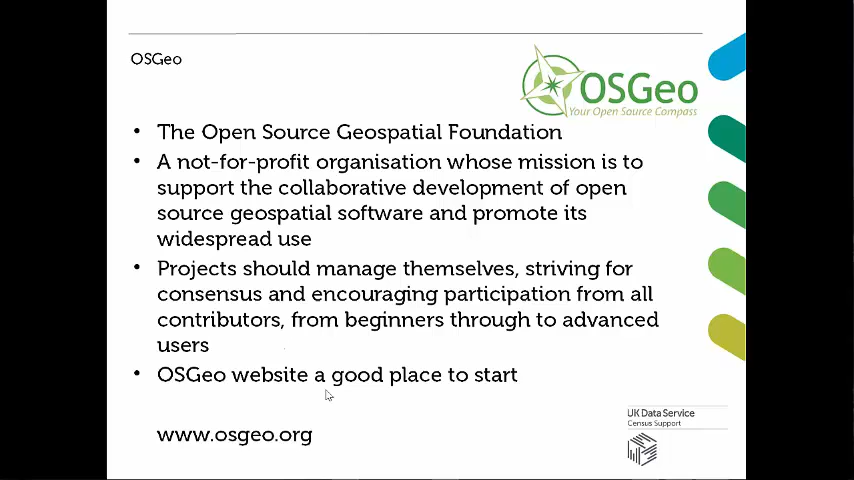 OSGeo
OSGeo
Your Open Source Compass
• The Open Source Geospatial Foundation
• A not-for-profit organisation whose mission is to
support the collaborative development of open
source geospatial software and promote its
widespread use
• Projects should manage themselves, striving for
consensus and encouraging participation from all
contributors, from beginners through to advanced
users
• OSGeo website a good place to start
www.osgeo.org
UK Data Service
Census Support